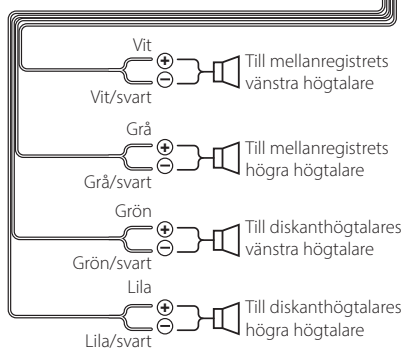 Vit
⊕
Till mellanregistrets
⊖
vänstra högtalare
Vit/svart
Grå
⊕
Till mellanregistrets
⊖
högra högtalare
Grå/svart
Grön
⊕
Till diskanthögtalares
⊖
vänstra högtalare
Grön/svart
Lila
⊕
Till diskanthögtalares
⊖
högra högtalare
Lila/svart